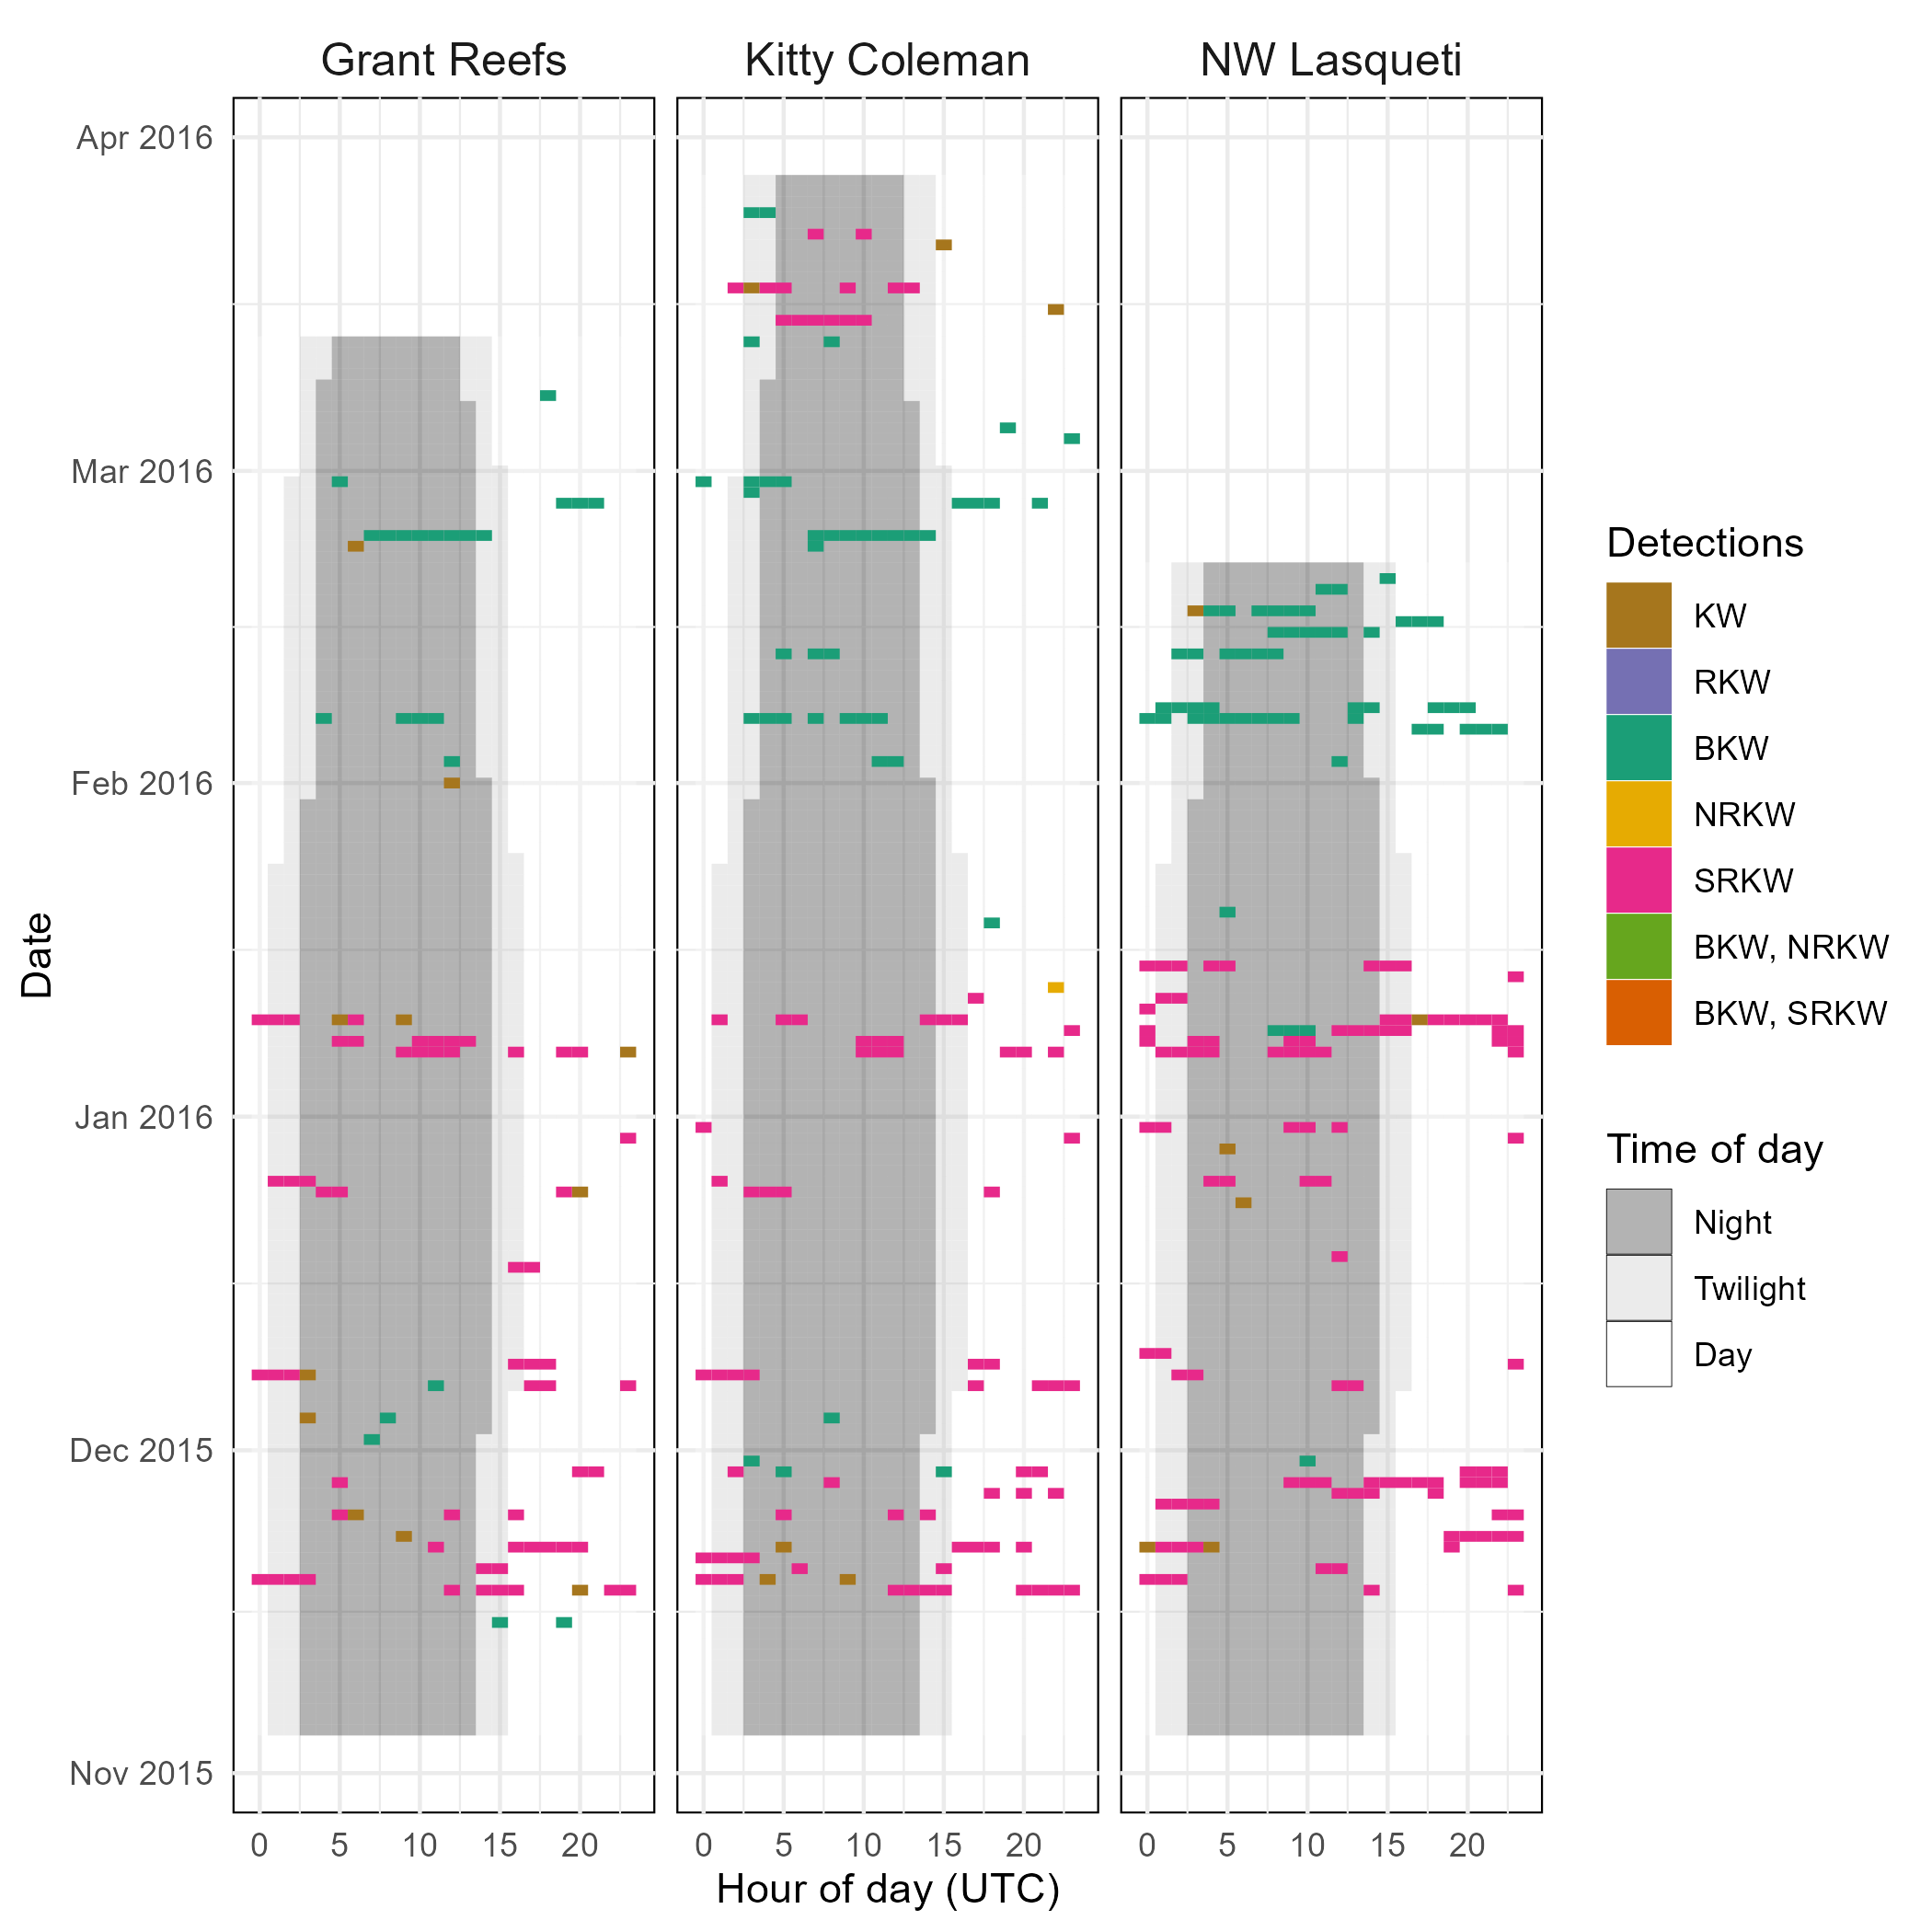 Grant Reefs
Kitty Coleman
NW Lasqueti
Apr 2016
Mar 2016
Feb 2016
Jan 2016
Dec 2015
Nov 2015
Date
0 5 10 15 20
0 5 10 15 20
0 5 10 15 20
Hour of day (UTC)
Detections
KW
RKW
BKW
NRKW
SRKW
BKW, NRKW
BKW, SRKW
Time of day
Night
Twilight
Day